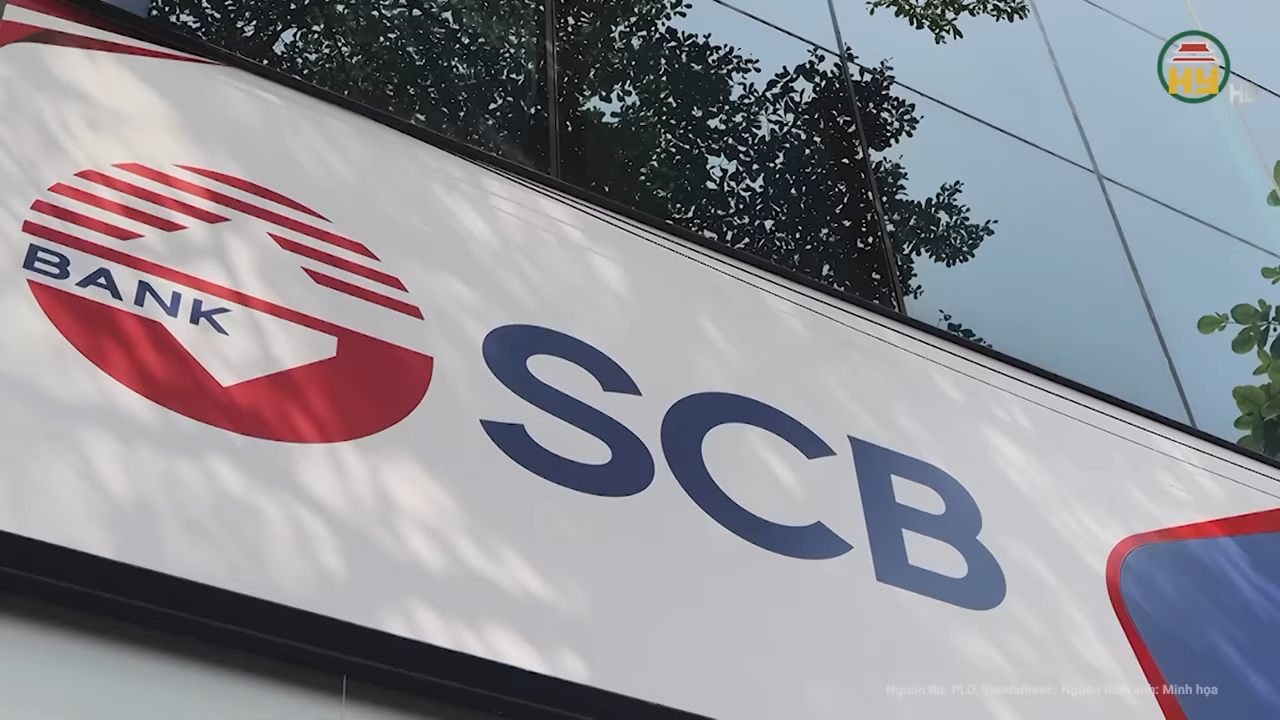 HY
BANK
SCB
Nguồn tin: PLO, Vietnamnet | Nguồn hình ảnh: Minh họa